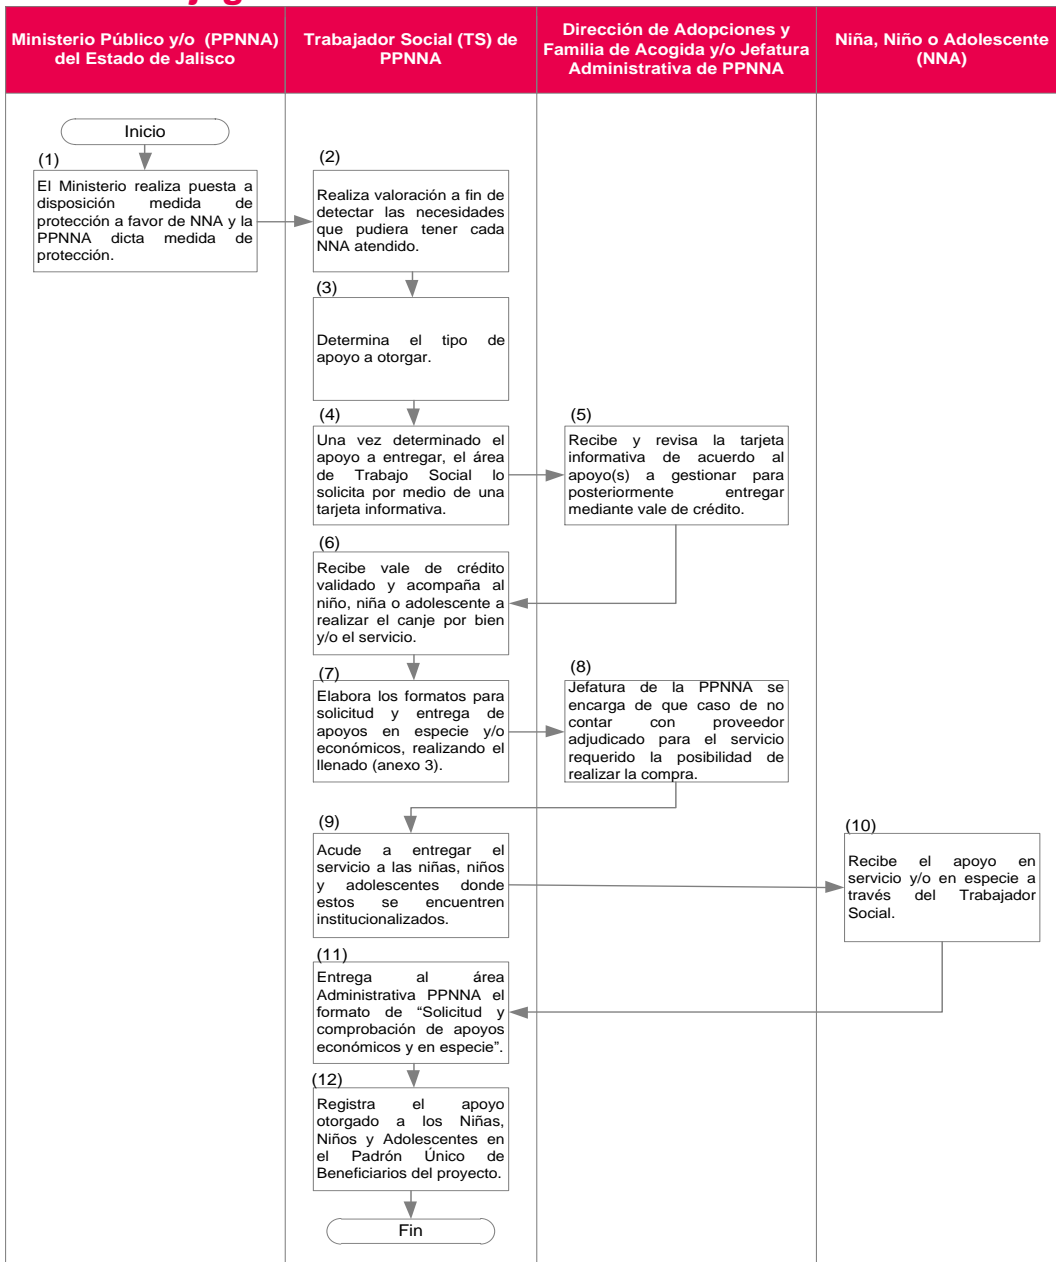 Ministerio Público y/o (PPNNA)
del Estado de Jalisco
Trabajador Social (TS) de
PPNNA
Dirección de Adopciones y
Familia de Acogida y/o Jefatura
Administrativa de PPNNA
Niña, Niño o Adolescente
(NNA)
Inicio
(1)
El Ministerio realiza puesta a
disposición medida de
protección a favor de NNA y la
PPNNA dicta medida de
protección.
(2)
Realiza valoración a fin de
detectar las necesidades
que pudiera tener cada
NNA atendido.
(3)
Determina el tipo de
apoyo a otorgar.
(4)
Una vez determinado el
apoyo a entregar, el área
de Trabajo Social lo
solicita por medio de una
tarjeta informativa.
(5)
Recibe y revisa la tarjeta
informativa de acuerdo al
apoyo(s) a gestionar para
posteriormente entregar
mediante vale de crédito.
(6)
Recibe vale de crédito
validado y acompaña al
niño, niña o adolescente a
realizar el canje por bien
y/o el servicio.
(7)
Elabora los formatos para
solicitud y entrega de
apoyos en especie y/o
económicos, realizando el
llenado (anexo 3).
(8)
Jefatura de la PPNNA se
encarga de que caso de no
contar con proveedor
adjudicado para el servicio
requerido la posibilidad de
realizar la compra.
(9)
Acude a entregar el
servicio a las niñas, niños
y adolescentes donde
estos se encuentren
institucionalizados.
(10)
Recibe el apoyo en
servicio y/o en especie a
través del Trabajador
Social.
(11)
Entrega al área
Administrativa PPNNA el
formato de “Solicitud y
comprobación de apoyos
económicos y en especie”.
(12)
Registra el apoyo
otorgado a los Niñas,
Niños y Adolescentes en
el Padrón Único de
Beneficiarios del proyecto.
Fin